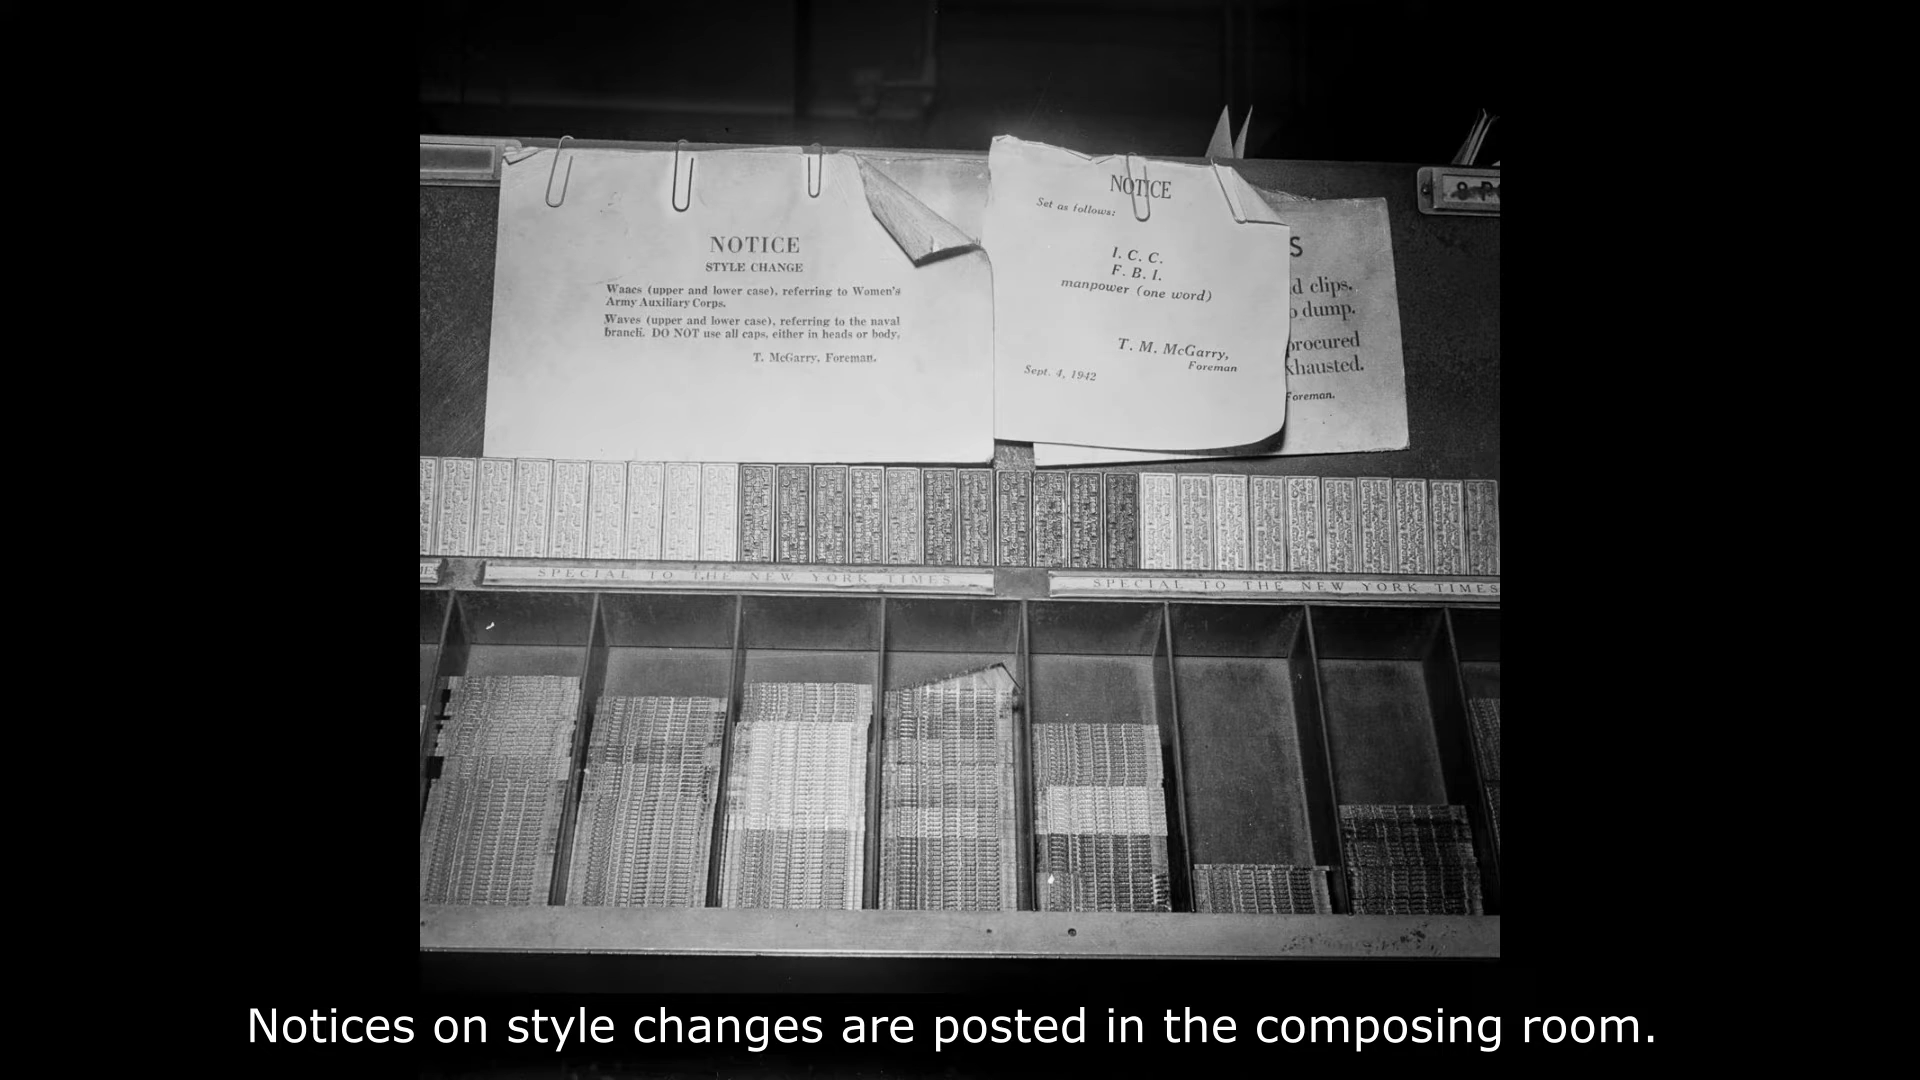 NOTICE
STYLE CHANGE
Waacs (upper and lower case), referring to Women's
Army Auxiliary Corps.
Waves (upper and lower case), referring to the naval
branch. DO NOT use all caps, either in heads or body.
T. McGarry, Foreman.
NOTICE
Set as follows:
I. C. C.
F. B. I.
manpower (one word)
T. M. McGarry,
Foreman
Sept. 4, 1942
S
d clips.
o dump.
procured
xhausted.
Foreman.
8 P
MES
SPECIAL TO THE NEW YORK TIMES
SPECIAL TO THE NEW YORK TIMES
Notices on style changes are posted in the composing room.